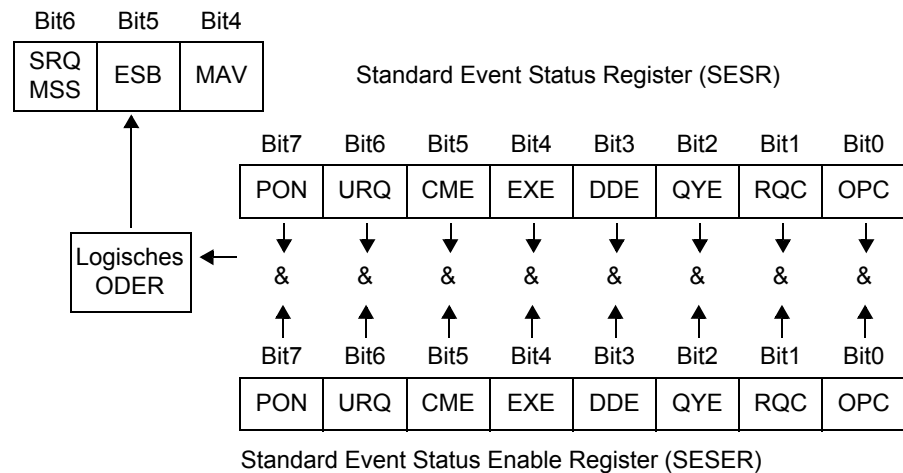 Bit6 Bit5 Bit4
SRQ
MSS
ESB MAV
Standard Event Status Register (SESR)
Bit7 Bit6 Bit5 Bit4 Bit3 Bit2 Bit1 Bit0
PON URQ CME EXE DDE QYE RQC OPC
Logisches
ODER
& & & & & & & &
Bit7 Bit6 Bit5 Bit4 Bit3 Bit2 Bit1 Bit0
PON URQ CME EXE DDE QYE RQC OPC
Standard Event Status Enable Register (SESER)